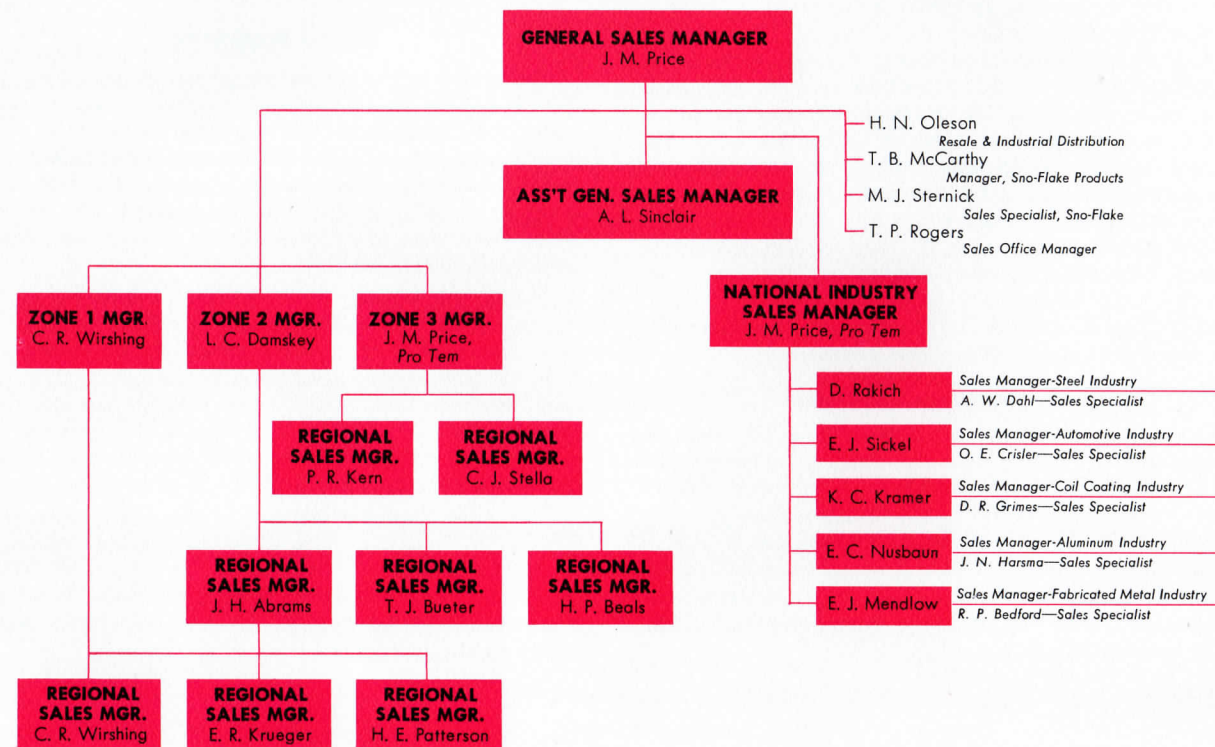 GENERAL SALES MANAGER
J. M. Price
H. N. Oleson
Resale & Industrial Distribution
T. B. McCarthy
Manager, Sno-Flake Products
M. J. Sternick
Sales Specialist, Sno-Flake
T. P. Rogers
Sales Office Manager
ASS'T GEN. SALES MANAGER
A. L. Sinclair
ZONE 1 MGR.
C. R. Wirshing
ZONE 2 MGR.
L. C. Damskey
ZONE 3 MGR.
J. M. Price,
Pro Tem
NATIONAL INDUSTRY
SALES MANAGER
J. M. Price, Pro Tem
REGIONAL
SALES MGR.
P. R. Kern
REGIONAL
SALES MGR.
C. J. Stella
REGIONAL
SALES MGR.
J. H. Abrams
REGIONAL
SALES MGR.
T. J. Bueter
REGIONAL
SALES MGR.
H. P. Beals
REGIONAL
SALES MGR.
C. R. Wirshing
REGIONAL
SALES MGR.
E. R. Krueger
REGIONAL
SALES MGR.
H. E. Patterson
D. Rakich
Sales Manager-Steel Industry
A. W. Dahl—Sales Specialist
E. J. Sickel
Sales Manager-Automotive Industry
O. E. Crisler—Sales Specialist
K. C. Kramer
Sales Manager-Coil Coating Industry
D. R. Grimes—Sales Specialist
E. C. Nusbaun
Sales Manager-Aluminum Industry
J. N. Harsma—Sales Specialist
E. J. Mendlow
Sales Manager-Fabricated Metal Industry
R. P. Bedford—Sales Specialist